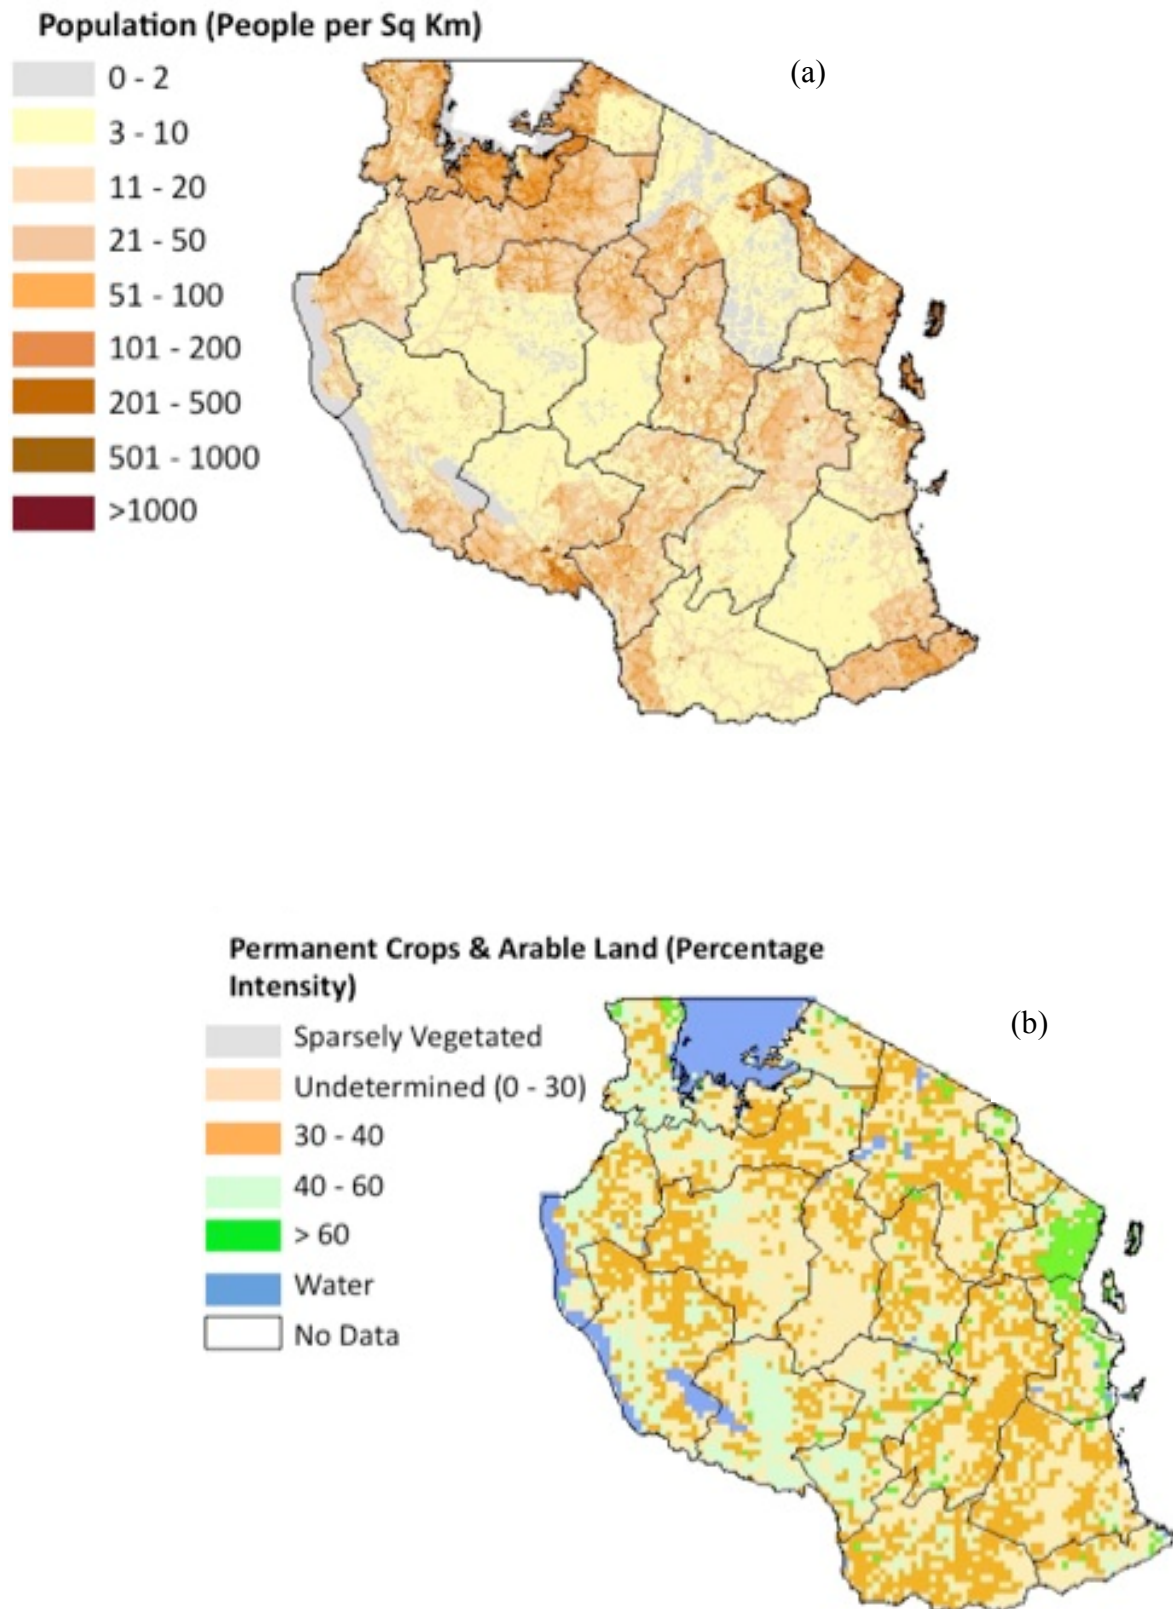 Population (People per Sq Km)
(a)
0 - 2
3 - 10
11 - 20
21 - 50
51 - 100
101 - 200
201 - 500
501 - 1000
>1000
Permanent Crops & Arable Land (Percentage
Intensity)
(b)
Sparsely Vegetated
Undetermined (0 - 30)
30 - 40
40 - 60
> 60
Water
No Data